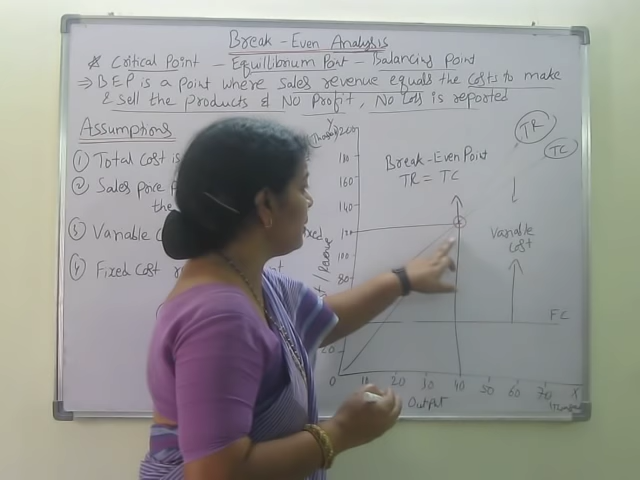 Break-Even Analysis
* Critical Point - Equilibrium Point - Balancing Point
⇒ BEP is a point where sales revenue equals the costs to make
& sell the products & No Profit, No Loss is reported
Assumptions
① Total Cost is
② Sales price
the
③ Variable
④ Fixed Cost
Y
200
180
160
140
120
100
80
20
0
Break-Even Point
TR = TC
TR
TC
Variable
Cost
FC
10 20 30 40 50 60 70 X
Output